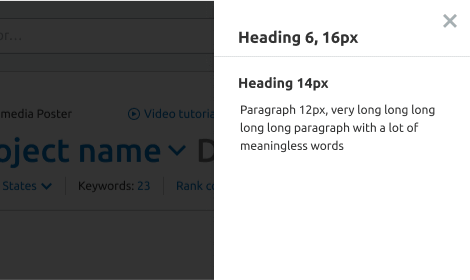 or...
Heading 6, 16px
Heading 14px
media Poster
Video tutoria
Paragraph 12px, very long long long
long long paragraph with a lot of
meaningless words
oject name D
States
Keywords: 23
Rank cu